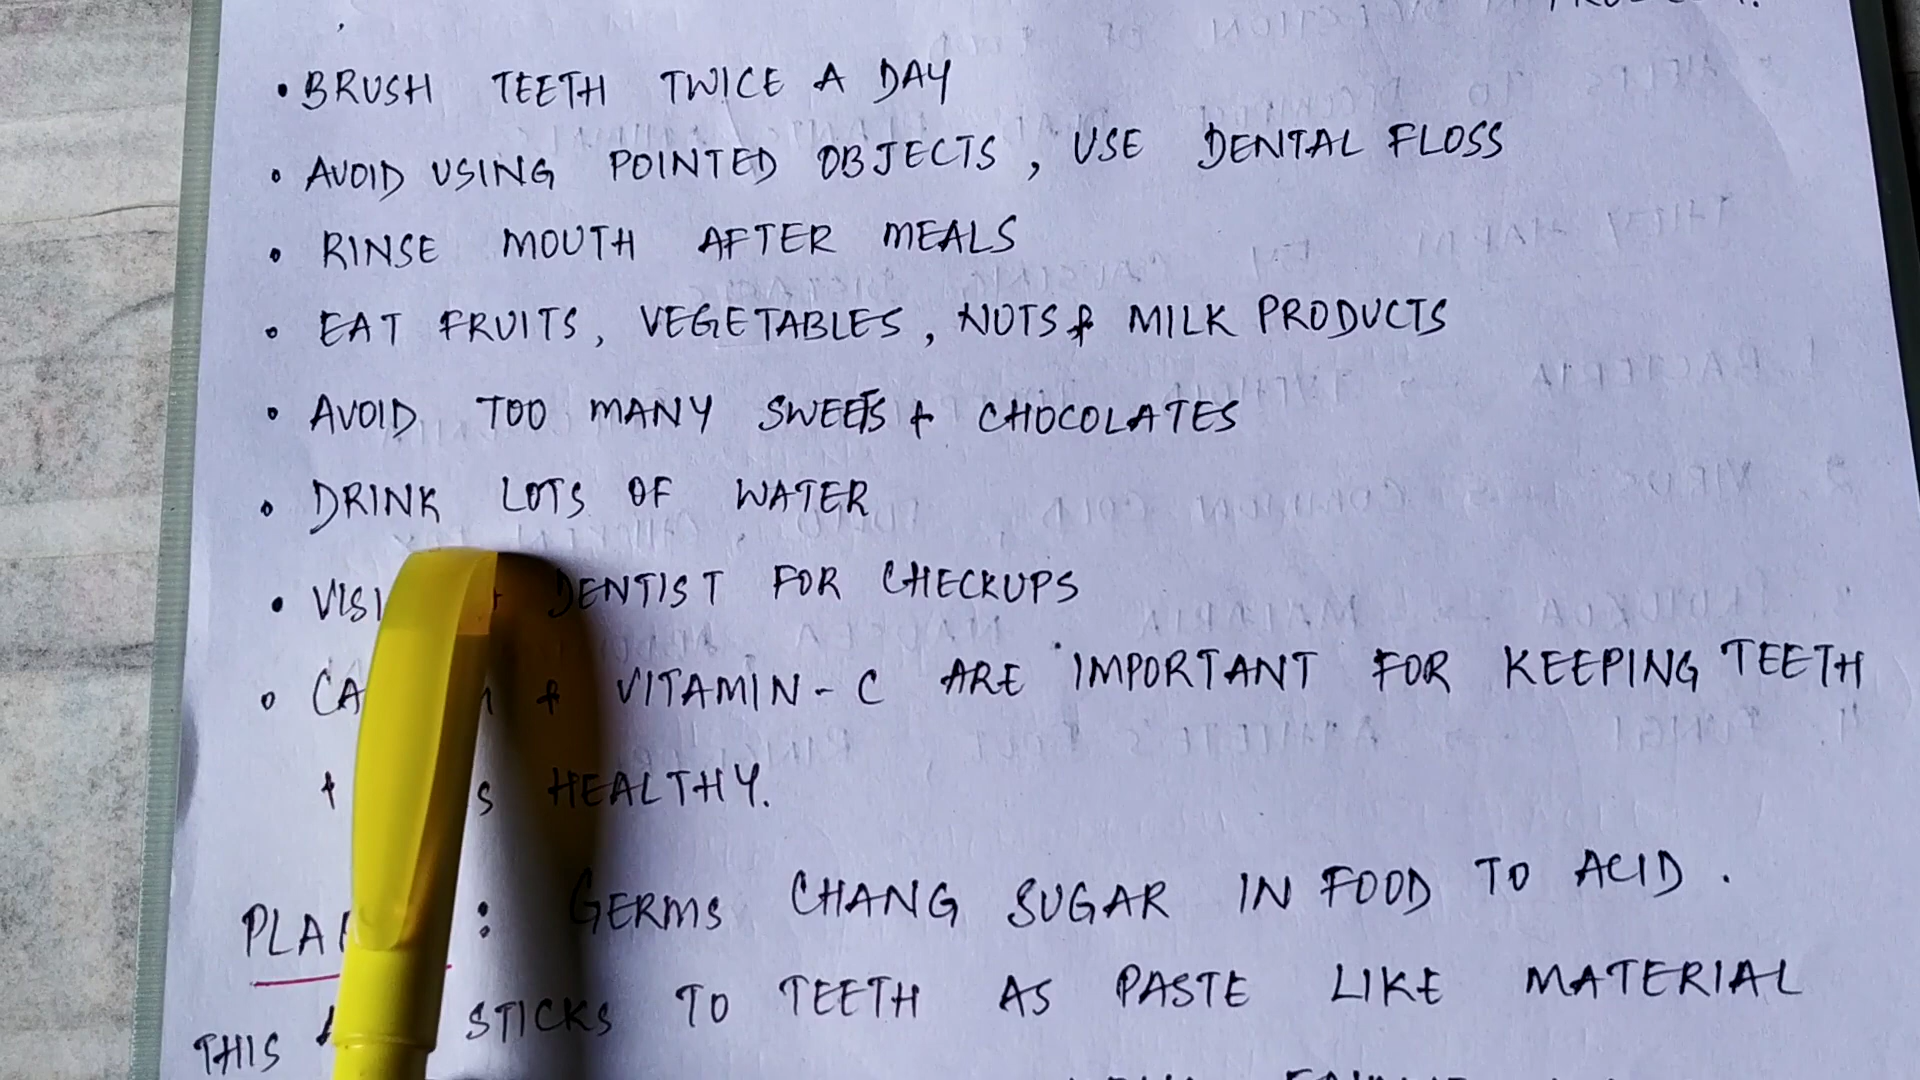 • BRUSH TEETH TWICE A DAY
• AVOID USING POINTED OBJECTS, USE DENTAL FLOSS
• RINSE MOUTH AFTER MEALS
• EAT FRUITS, VEGETABLES, NUTS & MILK PRODUCTS
• AVOID TOO MANY SWEETS & CHOCOLATES
• DRINK LOTS OF WATER
• DENTIST FOR CHECKUPS
• & VITAMIN-C ARE IMPORTANT FOR KEEPING TEETH
& HEALTHY.
: GERMS CHANG SUGAR IN FOOD TO ACID.
THIS STICKS TO TEETH AS PASTE LIKE MATERIAL